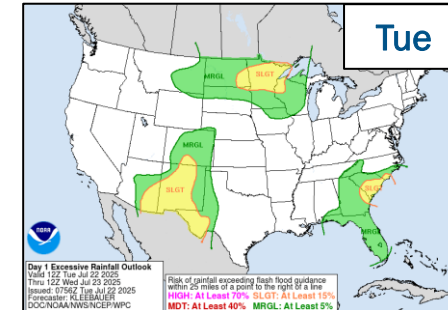 Tue
MRGL
SLGT
MRGL
SLGT
SLGT
MRGL
NOAA
Day 1 Excessive Rainfall Outlook
Valid 12Z Tue Jul 22 2025
Thru 12Z Wed Jul 23 2025
Issued: 0756Z Tue Jul 22 2025
Forecaster: KLEEBAUER
DOC/NOAA/NWS/NCEP/WPC
Risk of rainfall exceeding flash flood guidance
within 25 miles of a point to the right of a line
HIGH: At Least 70% SLGT: At Least 15%
MDT: At Least 40% MRGL: At Least 5%